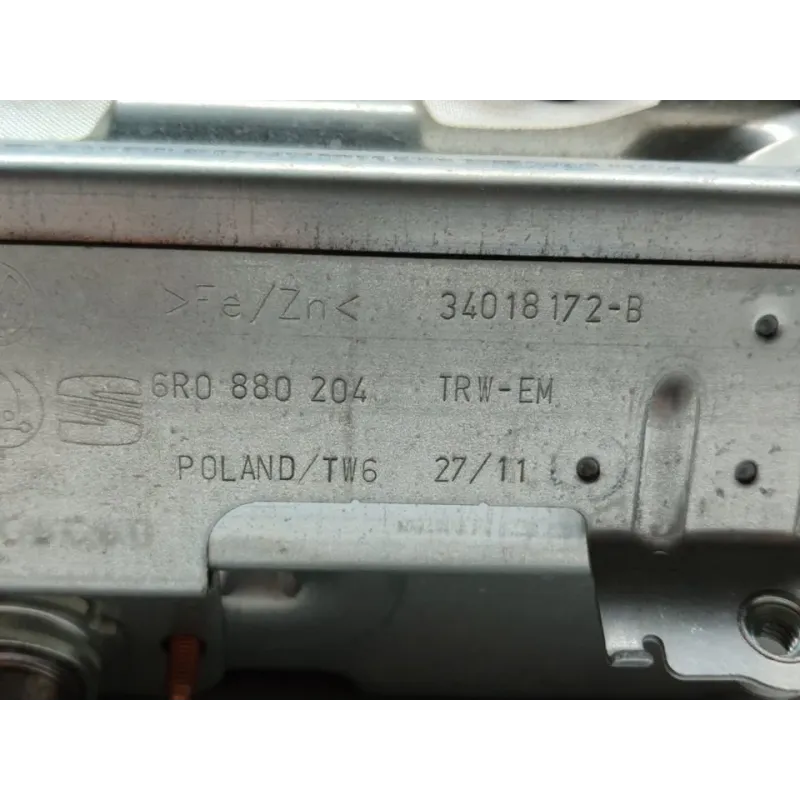 >Fe/Zn< 34018172-B
6R0 880 204 TRW-EM
POLAND/TW6 27/11